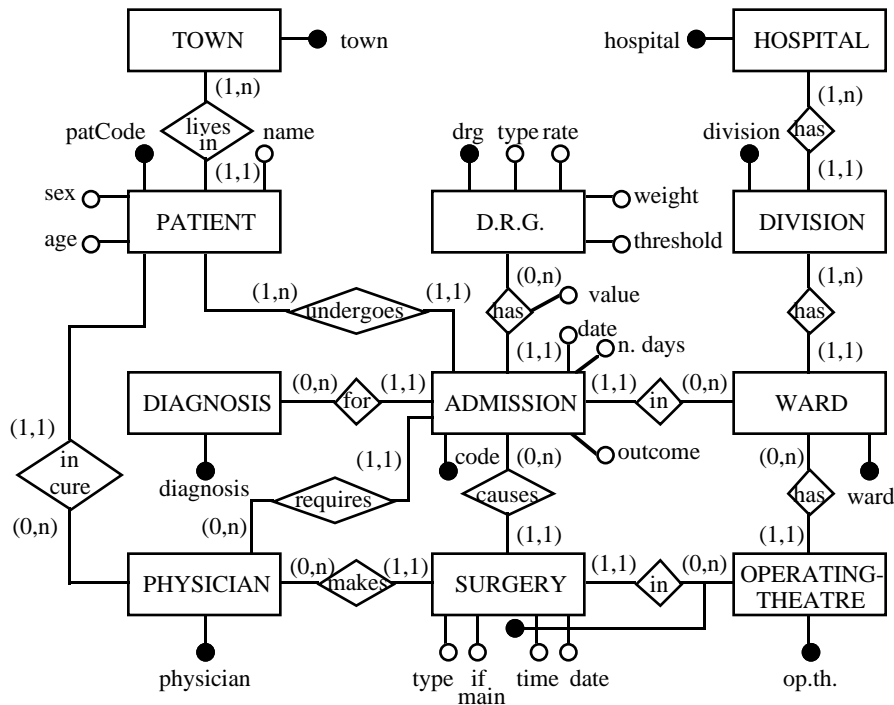 TOWN
town
hospital
HOSPITAL
(1,n)
(1,n)
patCode
lives
in
name
drg
type
rate
division
has
(1,1)
(1,1)
sex
PATIENT
D.R.G.
weight
DIVISION
age
threshold
(1,n)
undergoes
(1,1)
(0,n)
has
value
(1,n)
has
date
(1,1)
n. days
(1,1)
DIAGNOSIS
(0,n)
for
(1,1)
ADMISSION
(1,1)
in
(0,n)
WARD
(1,1)
in
cure
diagnosis
(1,1)
code
(0,n)
outcome
(0,n)
requires
causes
has
ward
(0,n)
(0,n)
(1,1)
(1,1)
PHYSICIAN
(0,n)
makes
(1,1)
SURGERY
(1,1)
in
(0,n)
OPERATING-
THEATRE
physician
type
if
main
time
date
op.th.